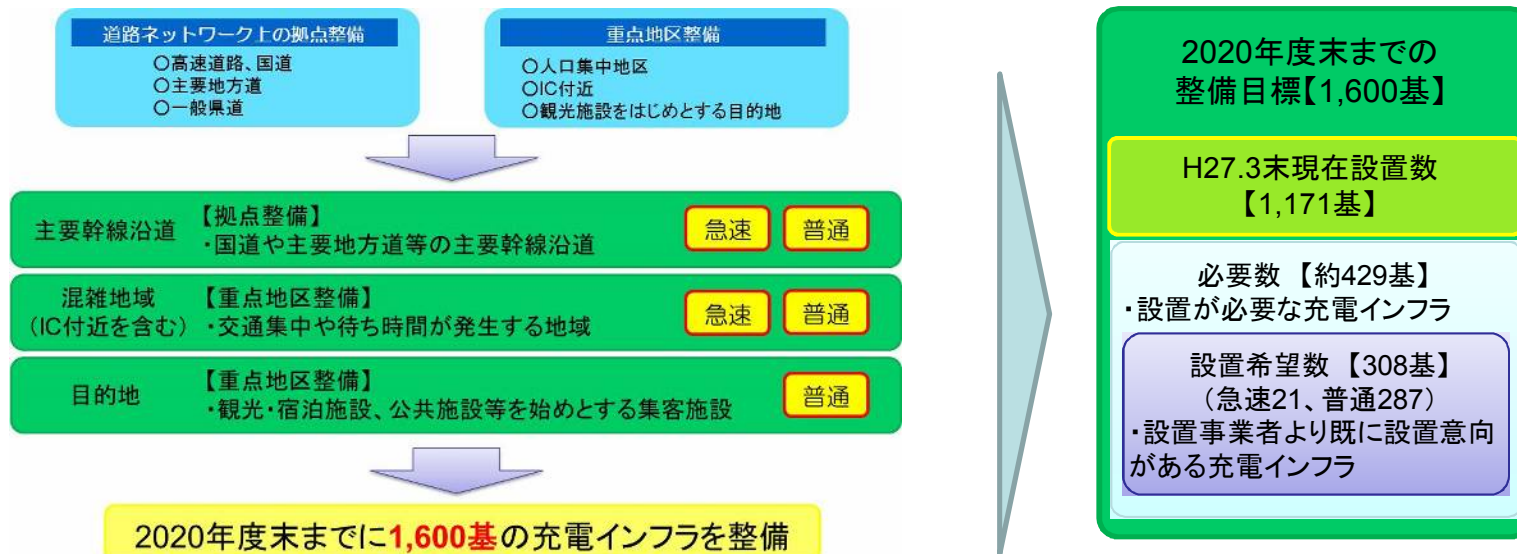 道路ネットワーク上の拠点整備
○高速道路、国道
○主要地方道
○一般県道
重点地区整備
○人口集中地区
○IC付近
○観光施設をはじめとする目的地
主要幹線沿道
【拠点整備】
・国道や主要地方道等の主要幹線沿道
急速
普通
混雑地域
（IC付近を含む）
【重点地区整備】
・交通集中や待ち時間が発生する地域
急速
普通
目的地
【重点地区整備】
・観光・宿泊施設、公共施設等を始めとする集客施設
普通
2020年度末までに1,600基の充電インフラを整備
2020年度末までの
整備目標【1,600基】
H27.3末現在設置数
【1,171基】
必要数 【約429基】
・設置が必要な充電インフラ
設置希望数 【308基】
（急速21、普通287）
・設置事業者より既に設置意向
がある充電インフラ